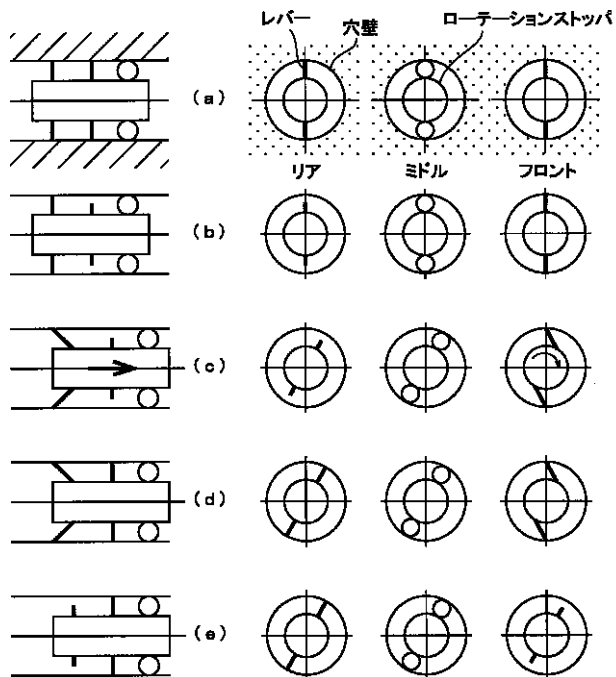 レバー 穴壁 ローテーションストッパ
(a)
リア ミドル フロント
(b)
(c)
(d)
(e)